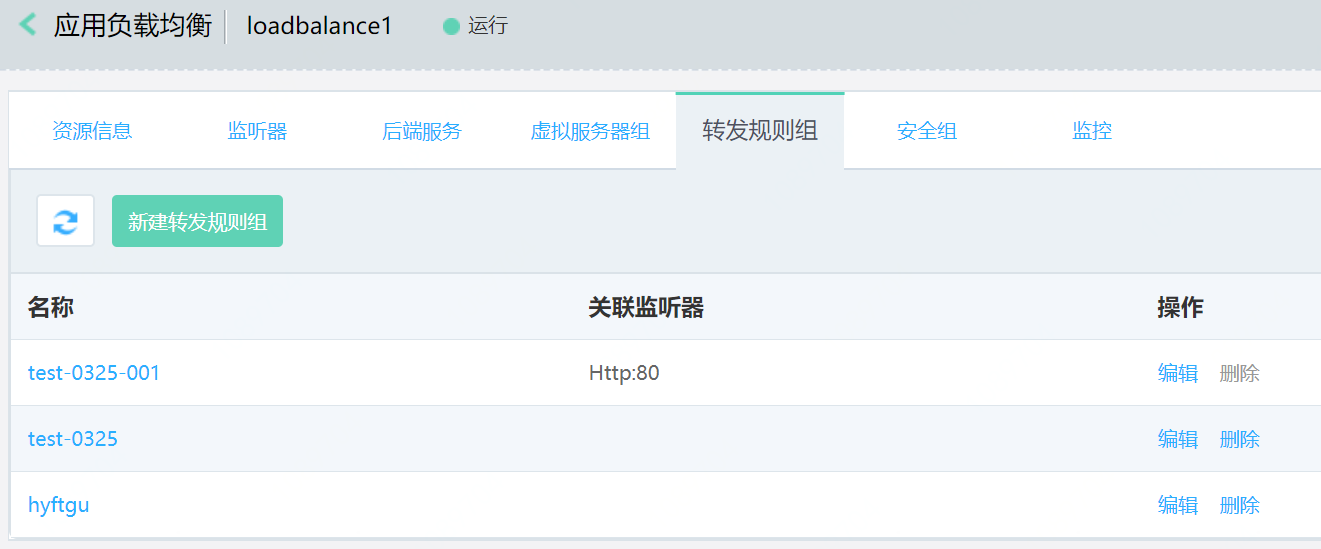 应用负载均衡 loadbalance1 运行
资源信息 监听器 后端服务 虚拟服务器组 转发规则组 安全组 监控
新建转发规则组
名称 关联监听器 操作
test-0325-001 Http:80 编辑 删除
test-0325 编辑 删除
hyftgu 编辑 删除